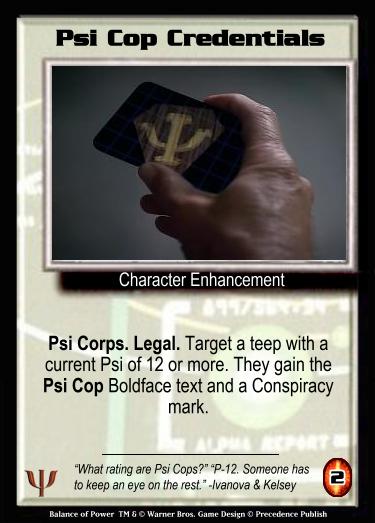 Psi Cop Credentials
Character Enhancement
Psi Corps. Legal. Target a teep with a
current Psi of 12 or more. They gain the
Psi Cop Boldface text and a Conspiracy
mark.
"What rating are Psi Cops?" "P-12. Someone has
to keep an eye on the rest." -Ivanova & Kelsey
2
Balance of Power TM & © Warner Bros. Game Design © Precedence Publish